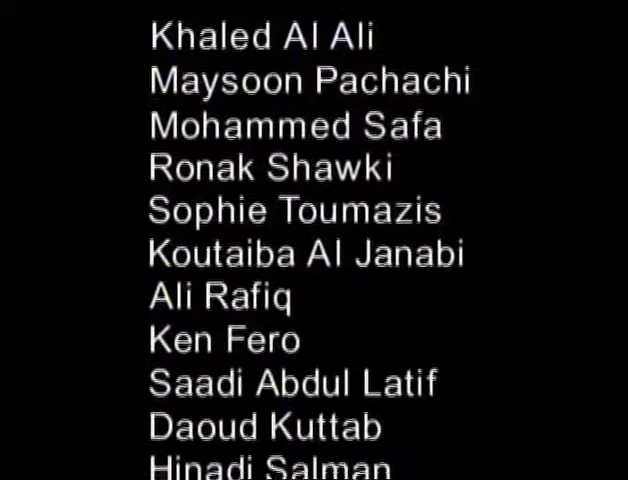 Khaled Al Ali
Maysoon Pachachi
Mohammed Safa
Ronak Shawki
Sophie Toumazis
Koutaiba Al Janabi
Ali Rafiq
Ken Fero
Saadi Abdul Latif
Daoud Kuttab
Hinadi Salman